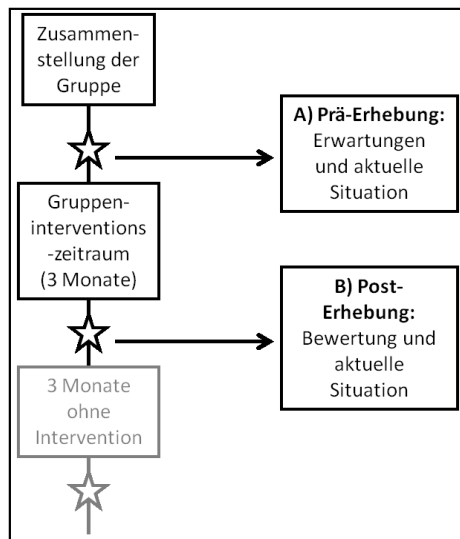 Zusammen-
stellung der
Gruppe
A) Prä-Erhebung:
Erwartungen
und aktuelle
Situation
Gruppen-
interventions
-zeitraum
(3 Monate)
B) Post-
Erhebung:
Bewertung und
aktuelle
Situation
3 Monate
ohne
Intervention